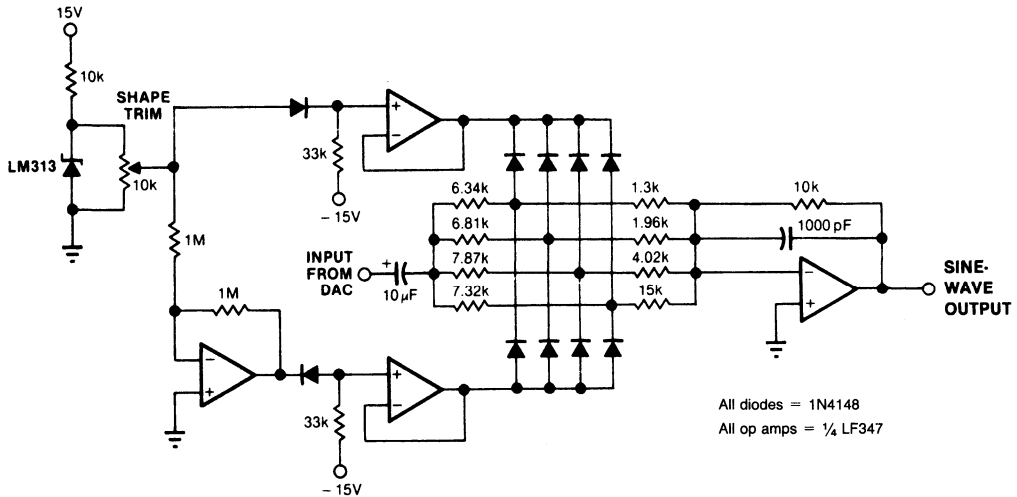 15V
10k
SHAPE
TRIM
LM313
10k
33k
- 15V
1M
1M
INPUT
FROM
DAC
+
10 µF
6.34k
6.81k
7.87k
7.32k
1.3k
1.96k
4.02k
15k
10k
1000 pF
+
−
−
+
SINE-
WAVE
OUTPUT
−
+
+
−
33k
- 15V
All diodes = 1N4148
All op amps = ¼ LF347